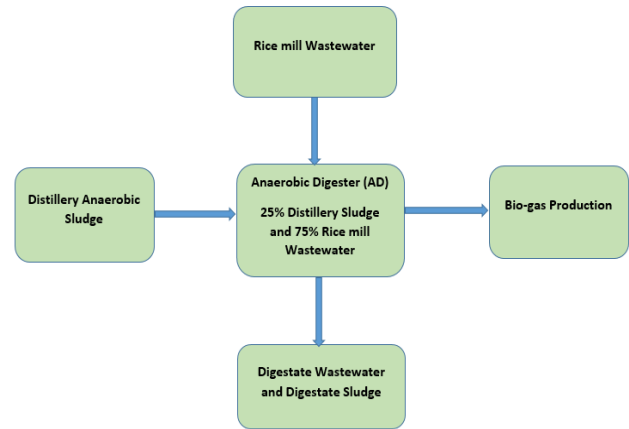 Rice mill Wastewater
Distillery Anaerobic
Sludge
Anaerobic Digester (AD)
25% Distillery Sludge
and 75% Rice mill
Wastewater
Bio-gas Production
Digestate Wastewater
and Digestate Sludge